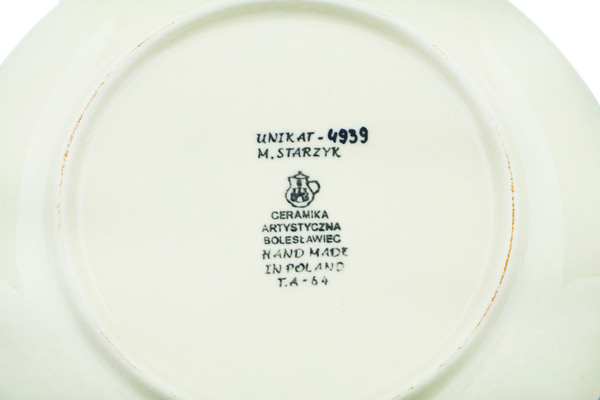 UNIKAT-4939
M. STARZYK
CERAMIKA
ARTYSTYCZNA
BOLESŁAWIEC
HAND MADE
IN POLAND
T.A-64